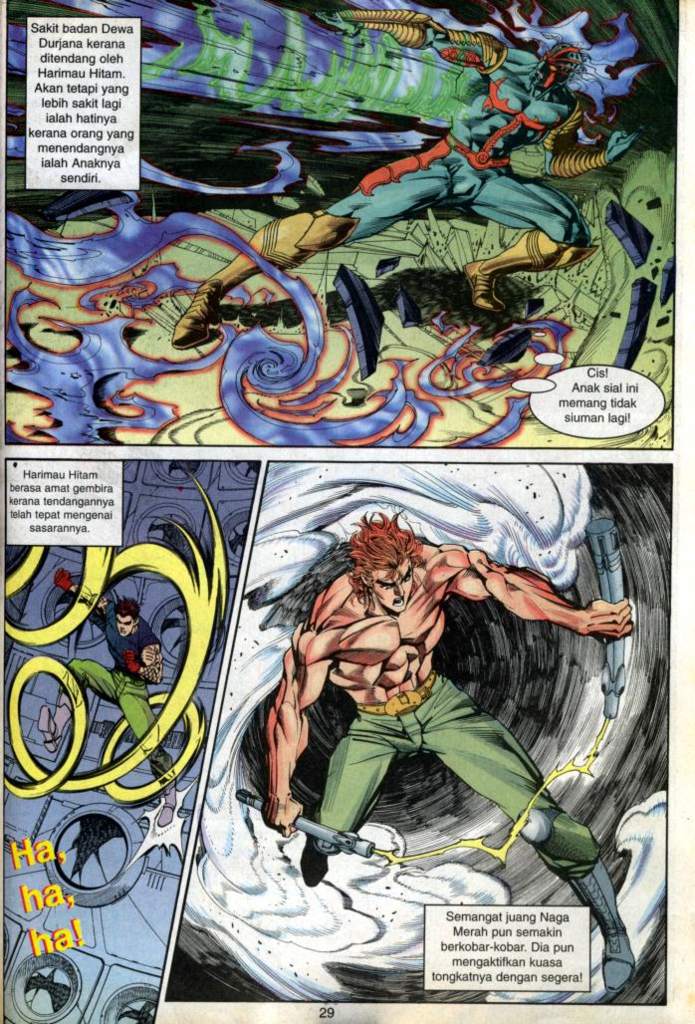 Sakit badan Dewa
Durjana kerana
ditendang oleh
Harimau Hitam.
Akan tetapi yang
lebih sakit lagi
ialah hatinya
kerana orang yang
menendangnya
ialah Anaknya
sendiri.
Cis!
Anak sial ini
memang tidak
siuman lagi!
Harimau Hitam
berasa amat gembira
kerana tendangannya
telah tepat mengenai
sasarannya.
Ha,
ha,
ha!
Semangat juang Naga
Merah pun semakin
berkobar-kobar. Dia pun
mengaktifkan kuasa
tongkatnya dengan segera!
29